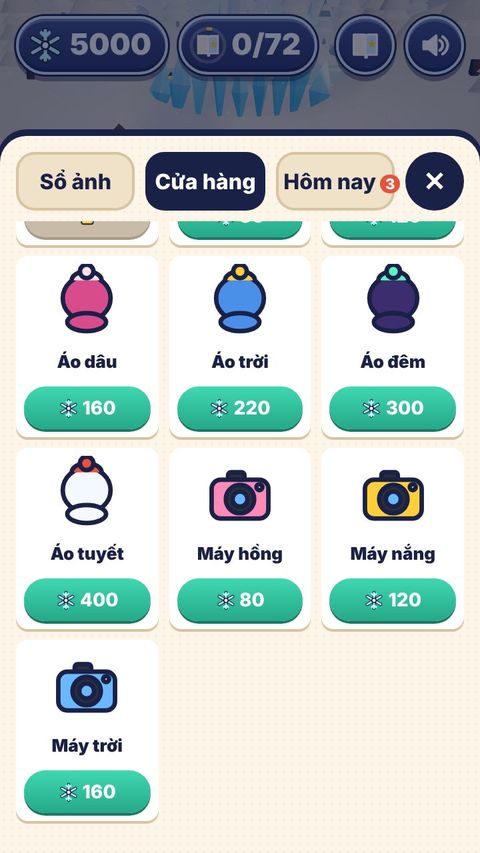 5000
0/72
Sổ ảnh
Cửa hàng
Hôm nay 3
Áo dâu
Áo trời
Áo đêm
160
220
300
Áo tuyết
Máy hồng
Máy nắng
400
80
120
Máy trời
160